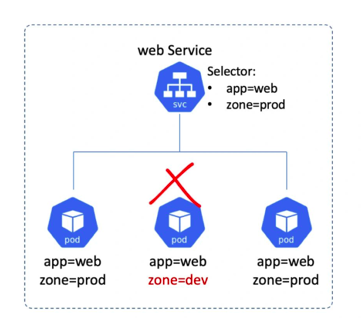 web Service
svc
Selector:
• app=web
• zone=prod
pod
app=web
zone=prod
pod
app=web
zone=dev
pod
app=web
zone=prod